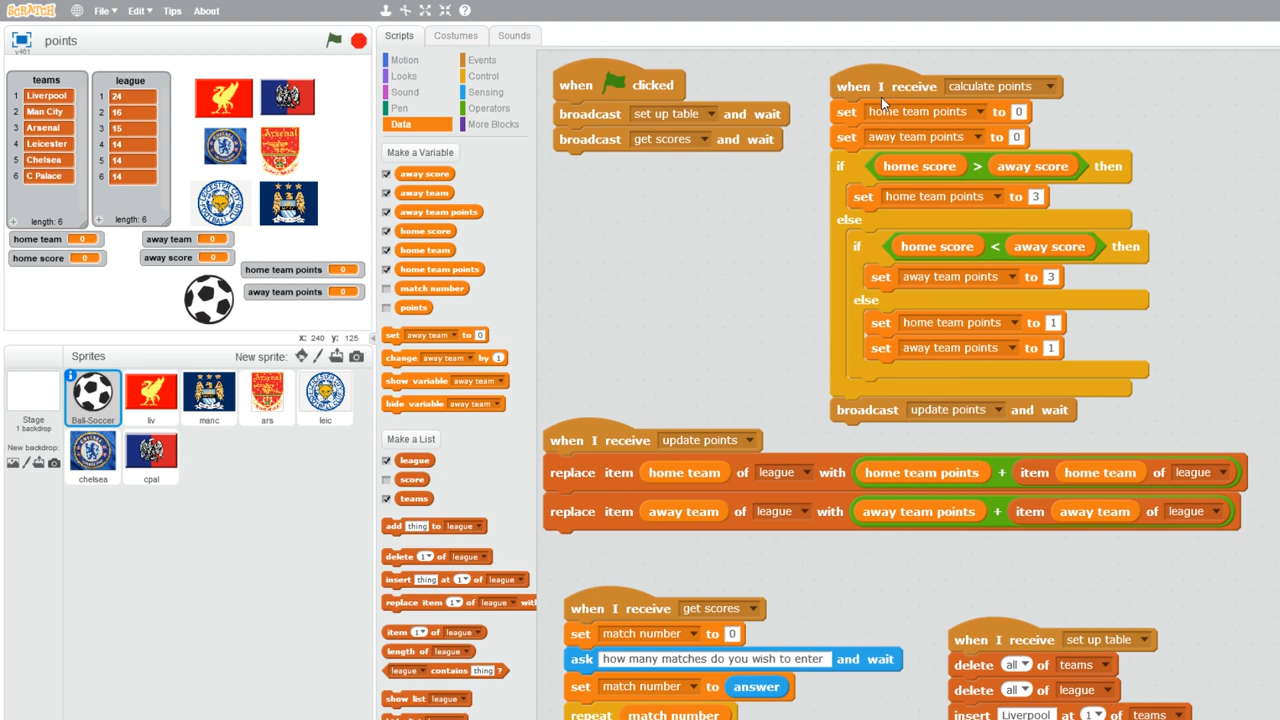 SCRATCH File Edit Tips About
v461 points
teams
1 Liverpool
2 Man City
3 Arsenal
4 Leicester
5 Chelsea
6 C Palace
length: 6
league
1 24
2 16
3 15
4 14
5 14
6 14
length: 6
Arsenal
home team 0
away team 0
home score 0
away score 0
home team points 0
away team points 0
x: 240 y: 125
Sprites New sprite:
Stage
1 backdrop
New backdrop:
Ball-Soccer
liv
manc
ars
leic
chelsea
cpal
Scripts Costumes Sounds
Motion Events
Looks Control
Sound Sensing
Pen Operators
Data More Blocks
Make a Variable
away score
away team
away team points
home score
home team
home team points
match number
points
set away team to 0
change away team by 1
show variable away team
hide variable away team
Make a List
league
score
teams
add thing to league
delete 1 of league
insert thing at 1 of league
replace item 1 of league with
item 1 of league
length of league
league contains thing ?
show list league
when clicked
broadcast set up table and wait
broadcast get scores and wait
when I receive calculate points
set home team points to 0
set away team points to 0
if home score > away score then
set home team points to 3
else
if home score < away score then
set away team points to 3
else
set home team points to 1
set away team points to 1
broadcast update points and wait
when I receive update points
replace item home team of league with home team points + item home team of league
replace item away team of league with away team points + item away team of league
when I receive get scores
set match number to 0
ask how many matches do you wish to enter and wait
set match number to answer
repeat match number
when I receive set up table
delete all of teams
delete all of league
insert Liverpool at 1 of teams